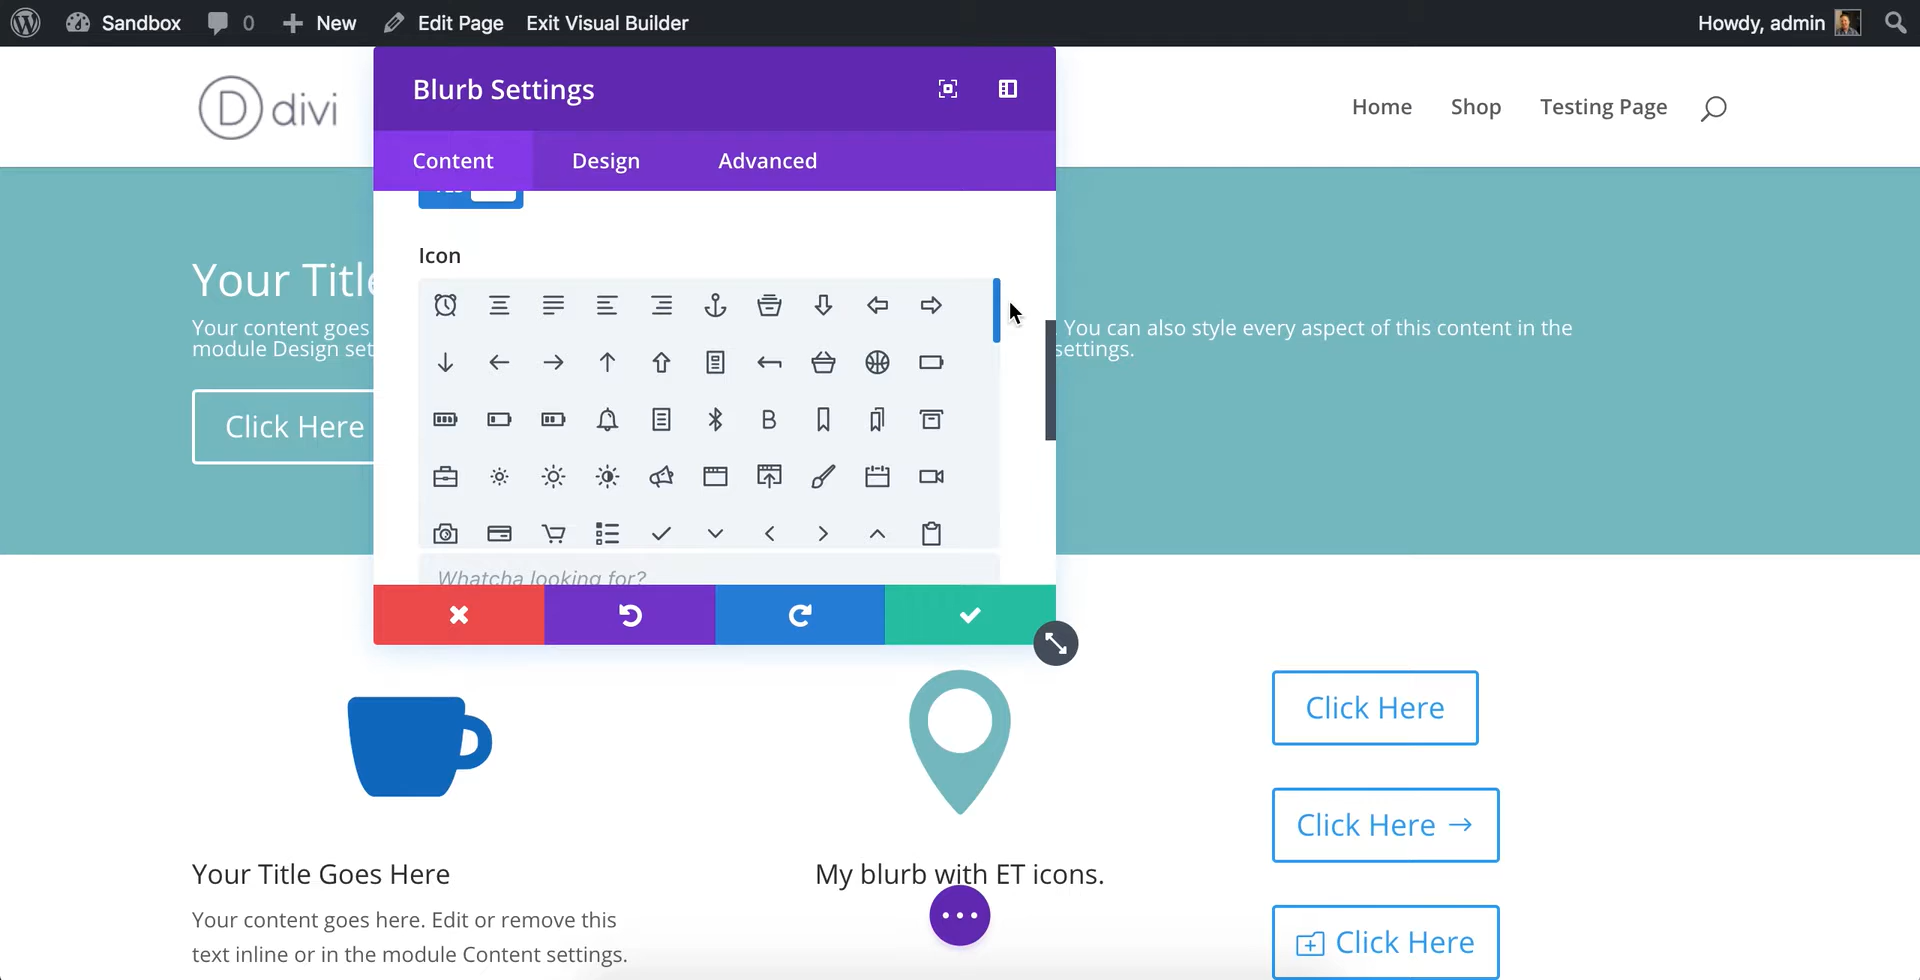 Sandbox 0 New Edit Page Exit Visual Builder Howdy, admin
Blurb Settings
divi
Home Shop Testing Page
Content Design Advanced
YES
Icon
Your Title
Your content goes
You can also style every aspect of this content in the
module Design set
settings.
Click Here
Whatcha looking for?
Click Here
Click Here
Your Title Goes Here
My blurb with ET icons.
Your content goes here. Edit or remove this
text inline or in the module Content settings.
Click Here